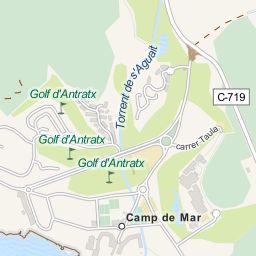 Golf d'Antratx
Torrent de s'Aguait
C-719
Golf d'Antratx
carrer Taula
Golf d'Antratx
Camp de Mar